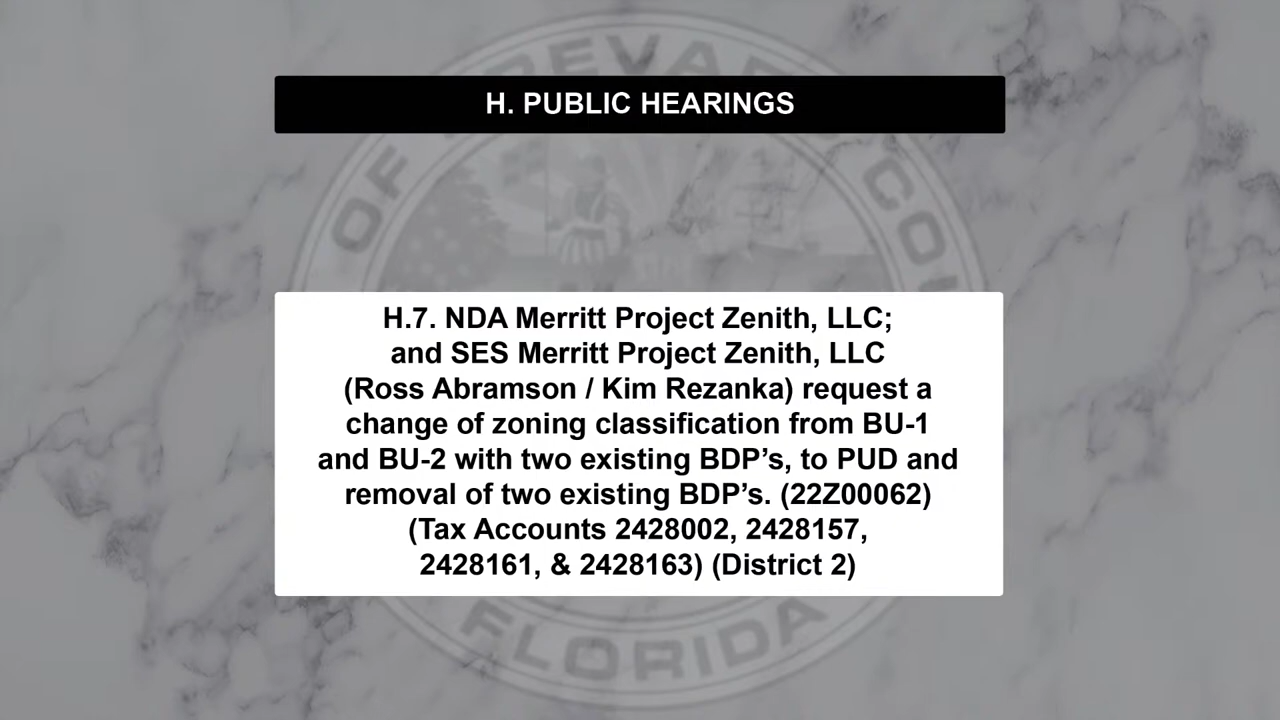 H. PUBLIC HEARINGS
H.7. NDA Merritt Project Zenith, LLC;
and SES Merritt Project Zenith, LLC
(Ross Abramson / Kim Rezanka) request a
change of zoning classification from BU-1
and BU-2 with two existing BDP’s, to PUD and
removal of two existing BDP’s. (22Z00062)
(Tax Accounts 2428002, 2428157,
2428161, & 2428163) (District 2)
OF
FLORIDA